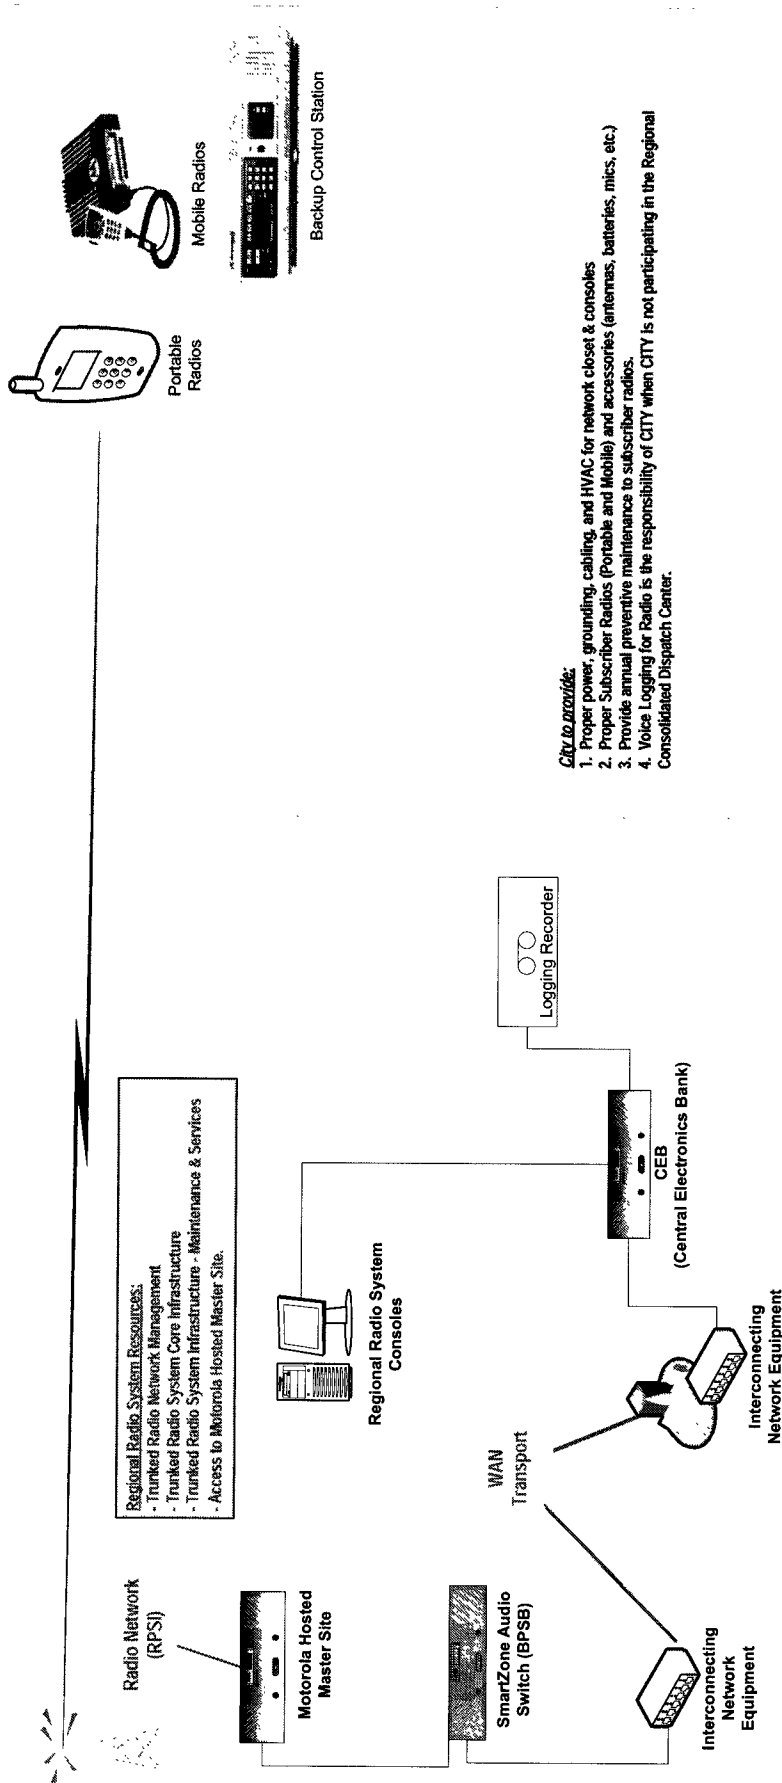 Radio Network
(RPSI)
Motorola Hosted
Master Site
SmartZone Audio
Switch (BPSB)
Interconnecting
Network
Equipment
Regional Radio System Resources:
- Trunked Radio Network Management
- Trunked Radio System Core Infrastructure
- Trunked Radio System Infrastructure - Maintenance & Services
- Access to Motorola Hosted Master Site.
Regional Radio System
Consoles
WAN
Transport
Interconnecting
Network Equipment
CEB
(Central Electronics Bank)
Logging Recorder
Portable
Radios
Mobile Radios
Backup Control Station
City to provide:
1. Proper power, grounding, cabling, and HVAC for network closet & consoles
2. Proper Subscriber Radios (Portable and Mobile) and accessories (antennas, batteries, mics, etc.)
3. Provide annual preventive maintenance to subscriber radios.
4. Voice Logging for Radio is the responsibility of CITY when CITY is not participating in the Regional
Consolidated Dispatch Center.